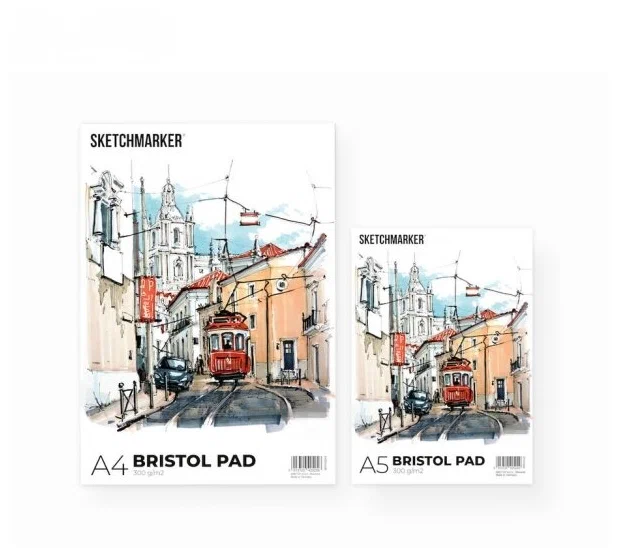 SKETCHMARKER
A4 BRISTOL PAD
300 g/m2
SKETCHMARKER
A5 BRISTOL PAD
300 g/m2